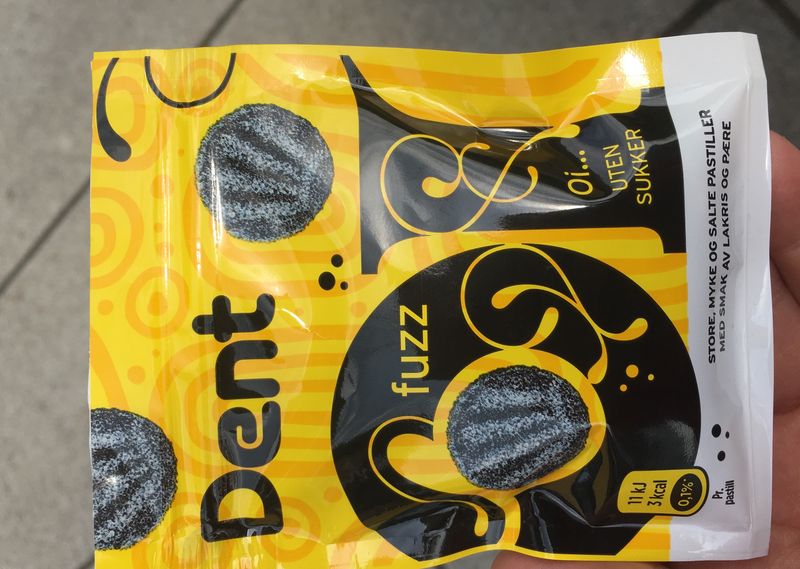 Dent
fuzz
oi...
UTEN
SUKKER
11 kJ
3 kcal
0,1%*
Pr.
pastill
STORE, MYKE OG SALTE PASTILLER
MED SMAK AV LAKRIS OG PÆRE